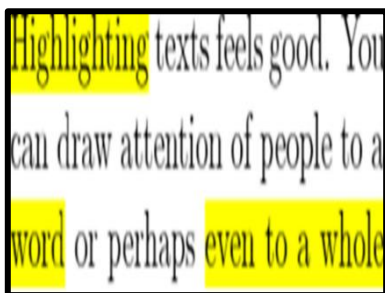 Highlighting texts feels good. You
can draw attention of people to a
word or perhaps even to a whole